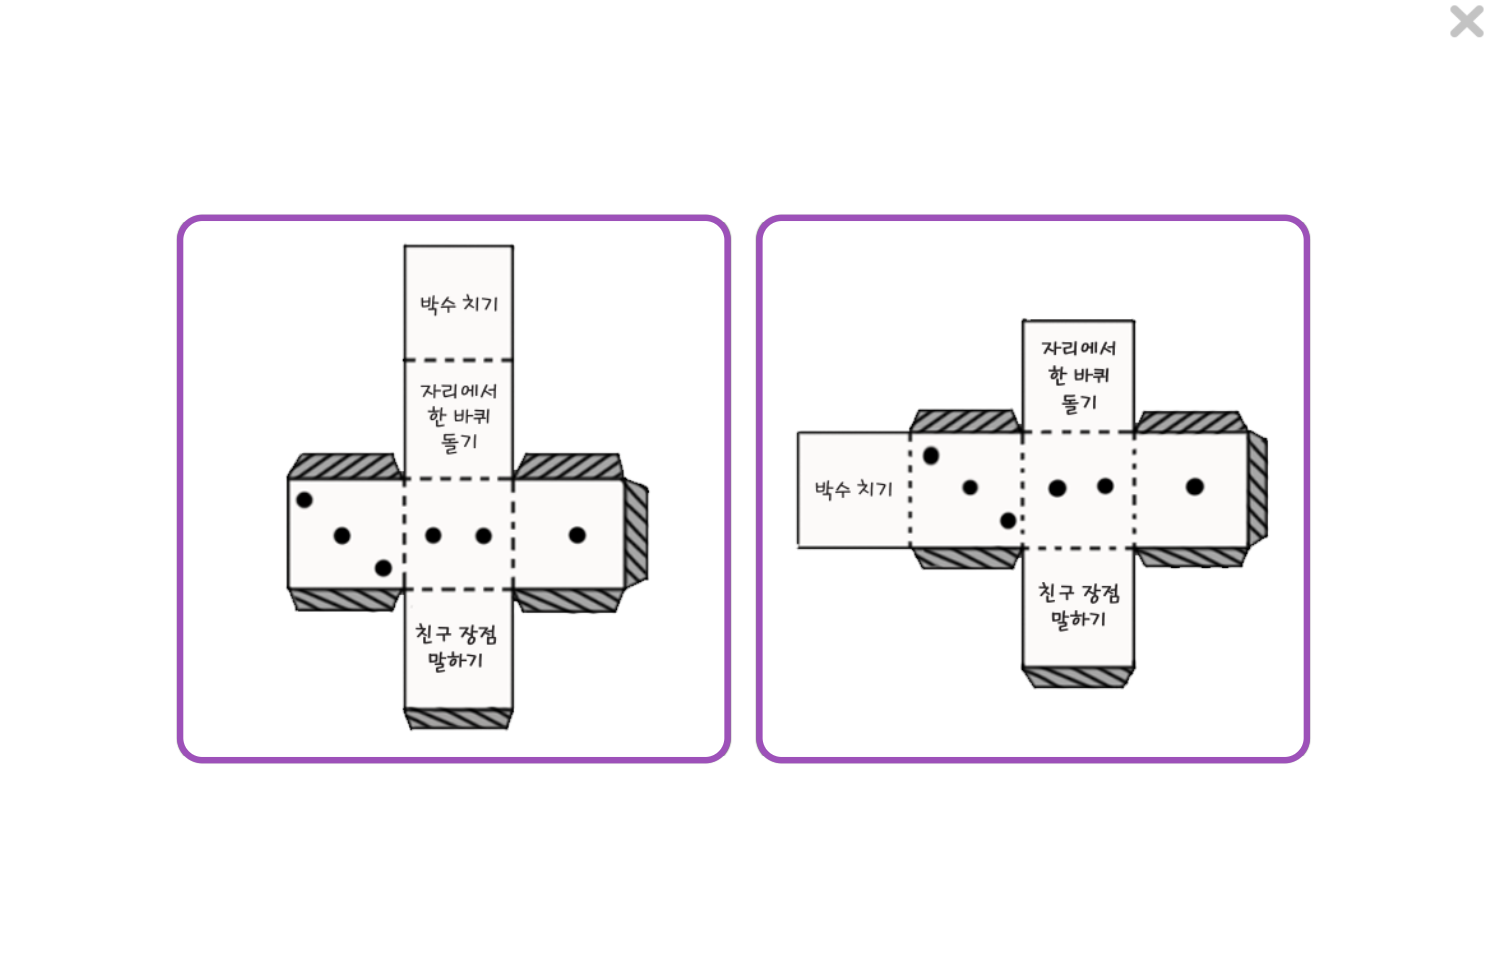 박수 치기
자리에서
한 바퀴
돌기
친구 장점
말하기
자리에서
한 바퀴
돌기
박수 치기
친구 장점
말하기